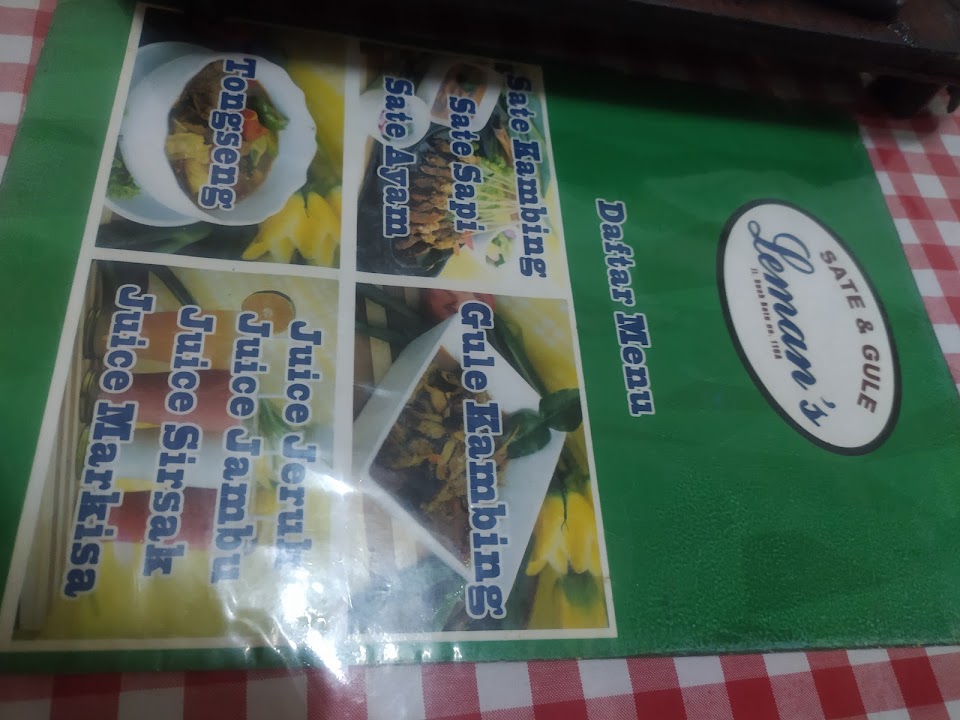 SATE & GULE
Leman's
Daftar Menu
Sate Kambing
Sate Sapi
Sate Ayam
Gule Kambing
Tongseng
Juice Jeruk
Juice Jambu
Juice Sirsak
Juice Markisa